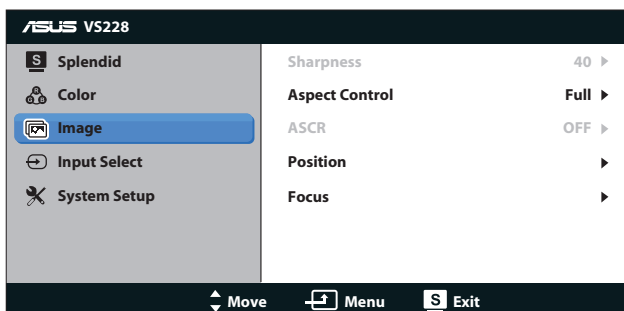 ASUS VS228
S Splendid
Color
Image
Input Select
System Setup
Sharpness 40
Aspect Control Full
ASCR OFF
Position
Focus
Move Menu S Exit